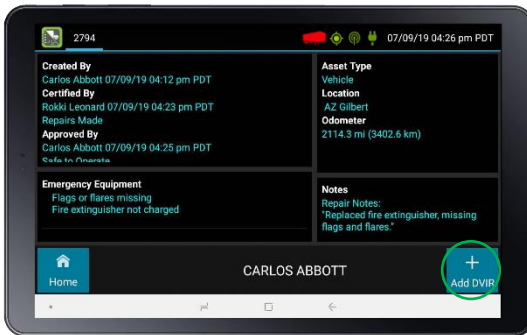 2794
07/09/19 04:26 pm PDT
Created By
Carlos Abbott 07/09/19 04:12 pm PDT
Certified By
Rokki Leonard 07/09/19 04:23 pm PDT
Repairs Made
Approved By
Carlos Abbott 07/09/19 04:25 pm PDT
Safe to Operate
Asset Type
Vehicle
Location
AZ Gilbert
Odometer
2114.3 mi (3402.6 km)
Emergency Equipment
Flags or flares missing
Fire extinguisher not charged
Notes
Repair Notes:
"Replaced fire extinguisher, missing
flags and flares."
Home
CARLOS ABBOTT
Add DVIR